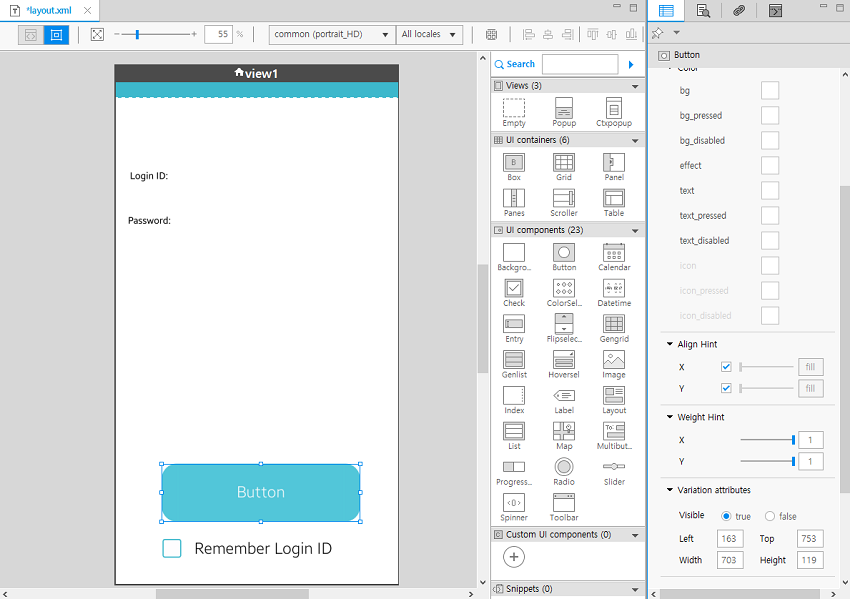 *layout.xml
55 %
common (portrait_HD)
All locales
view1
Login ID:
Password:
Button
Remember Login ID
Search
Views (3)
Empty Popup Ctxpopup
UI containers (6)
Box Grid Panel
Panes Scroller Table
UI components (23)
Backgro... Button Calendar
Check ColorSel... Datetime
Entry Flipselec... Gengrid
Genlist Hoversel Image
Index Label Layout
List Map Multibut...
Progress... Radio Slider
Spinner Toolbar
Custom UI components (0)
Snippets (0)
Button
Color
bg
bg_pressed
bg_disabled
effect
text
text_pressed
text_disabled
icon
icon_pressed
icon_disabled
Align Hint
X fill
Y fill
Weight Hint
X 1
Y 1
Variation attributes
Visible true false
Left 163 Top 753
Width 703 Height 119